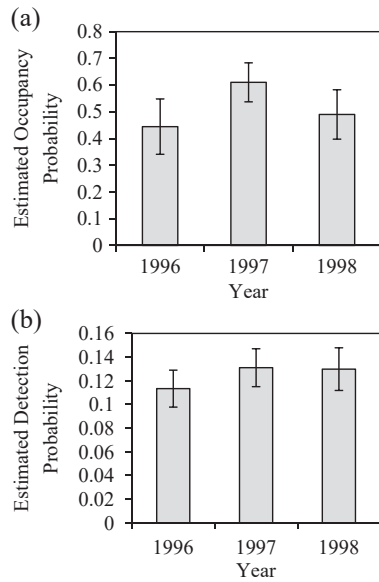 (a)
Estimated Occupancy
Probability
0.8
0.7
0.6
0.5
0.4
0.3
0.2
0.1
0
1996 1997 1998
Year
(b)
Estimated Detection
Probability
0.16
0.14
0.12
0.1
0.08
0.06
0.04
0.02
0
1996 1997 1998
Year